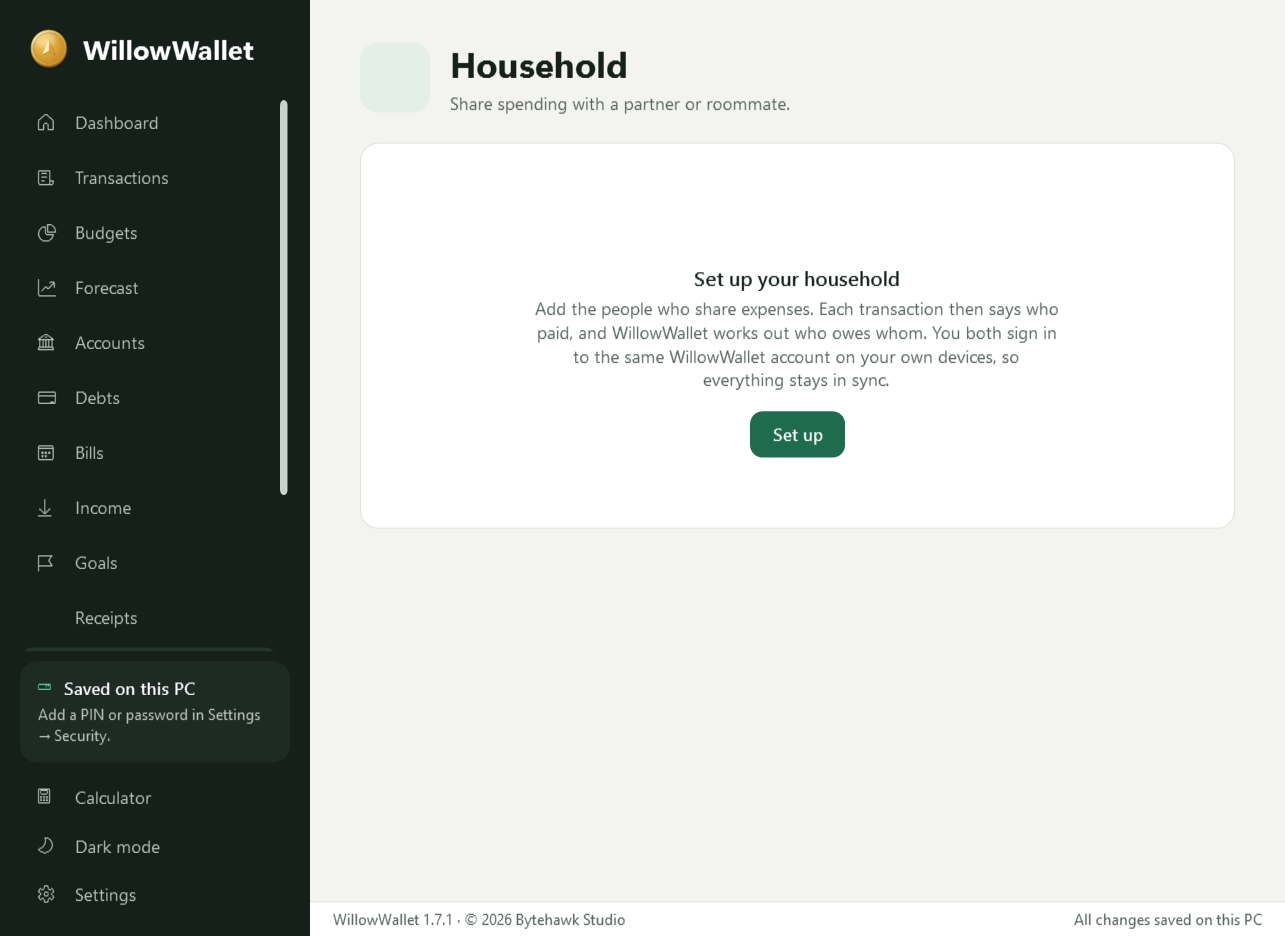 WillowWallet
Dashboard
Transactions
Budgets
Forecast
Accounts
Debts
Bills
Income
Goals
Receipts
Saved on this PC
Add a PIN or password in Settings
→ Security.
Calculator
Dark mode
Settings
Household
Share spending with a partner or roommate.
Set up your household
Add the people who share expenses. Each transaction then says who
paid, and WillowWallet works out who owes whom. You both sign in
to the same WillowWallet account on your own devices, so
everything stays in sync.
Set up
WillowWallet 1.7.1 · © 2026 Bytehawk Studio
All changes saved on this PC